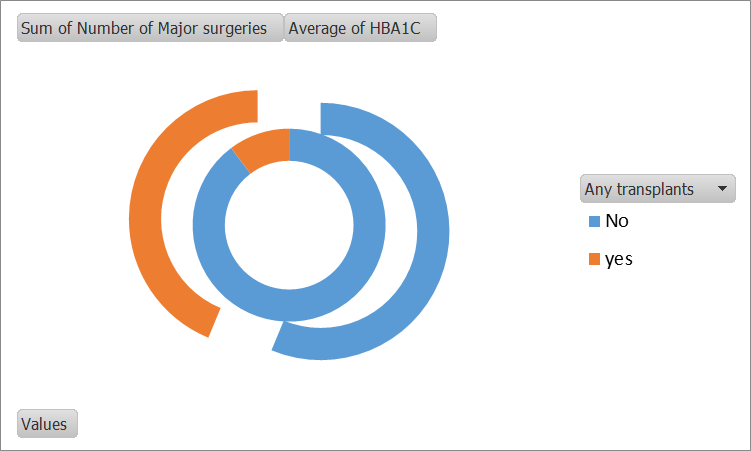 Sum of Number of Major surgeries
Average of HBA1C
Any transplants
No
yes
Values